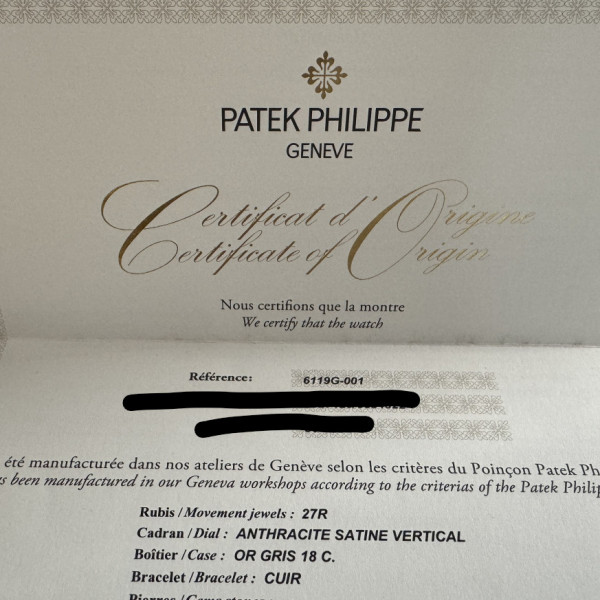 PATEK PHILIPPE
GENEVE
Certificat d'Origine
Certificate of Origin
Nous certifions que la montre
We certify that the watch
Référence: 6119G-001
été manufacturée dans nos ateliers de Genève selon les critères du Poinçon Patek Ph
s been manufactured in our Geneva workshops according to the criterias of the Patek Philip
Rubis / Movement jewels : 27R
Cadran / Dial : ANTHRACITE SATINE VERTICAL
Boîtier / Case : OR GRIS 18 C.
Bracelet / Bracelet : CUIR